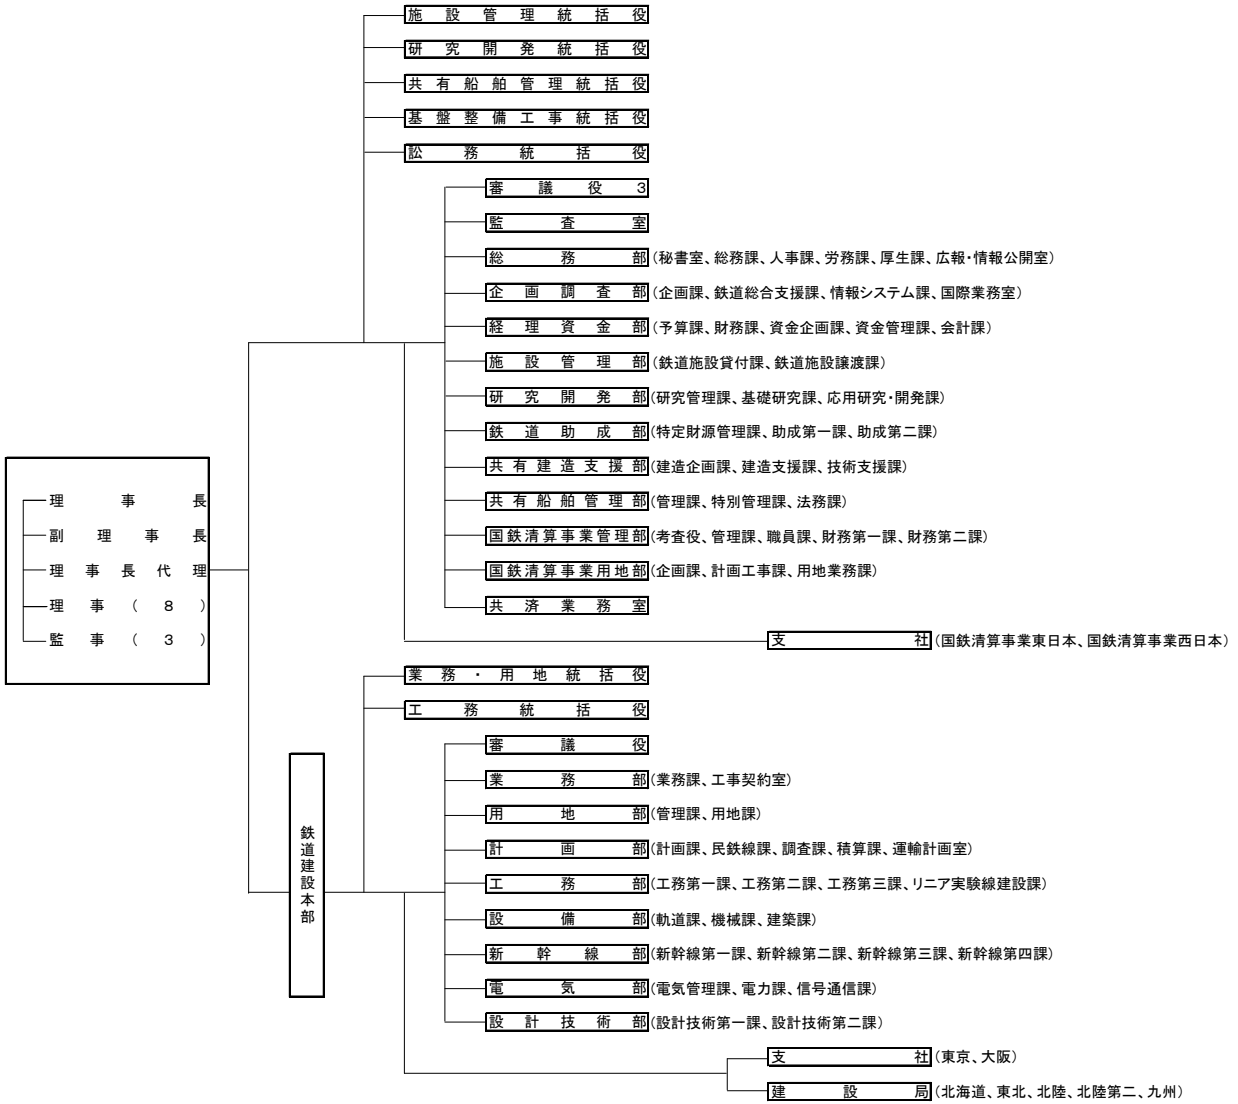 施設管理統括役
研究開発統括役
共有船舶管理統括役
基盤整備工事統括役
訟務統括役
審議役3
監査室
総務部(秘書室、総務課、人事課、労務課、厚生課、広報・情報公開室)
企画調査部(企画課、鉄道総合支援課、情報システム課、国際業務室)
経理資金部(予算課、財務課、資金企画課、資金管理課、会計課)
施設管理部(鉄道施設貸付課、鉄道施設譲渡課)
研究開発部(研究管理課、基礎研究課、応用研究・開発課)
鉄道助成部(特定財源管理課、助成第一課、助成第二課)
共有建造支援部(建造企画課、建造支援課、技術支援課)
共有船舶管理部(管理課、特別管理課、法務課)
国鉄清算事業管理部(考査役、管理課、職員課、財務第一課、財務第二課)
国鉄清算事業用地部(企画課、計画工事課、用地業務課)
共済業務室
支社(国鉄清算事業東日本、国鉄清算事業西日本)
理事長
副理事長
理事長代理
理事(8)
監事(3)
鉄道建設本部
業務・用地統括役
工務統括役
審議役
業務部(業務課、工事契約室)
用地部(管理課、用地課)
計画部(計画課、民鉄線課、調査課、積算課、運輸計画室)
工務部(工務第一課、工務第二課、工務第三課、リニア実験線建設課)
設備部(軌道課、機械課、建築課)
新幹線部(新幹線第一課、新幹線第二課、新幹線第三課、新幹線第四課)
電気部(電気管理課、電力課、信号通信課)
設計技術部(設計技術第一課、設計技術第二課)
支社(東京、大阪)
建設局(北海道、東北、北陸、北陸第二、九州)